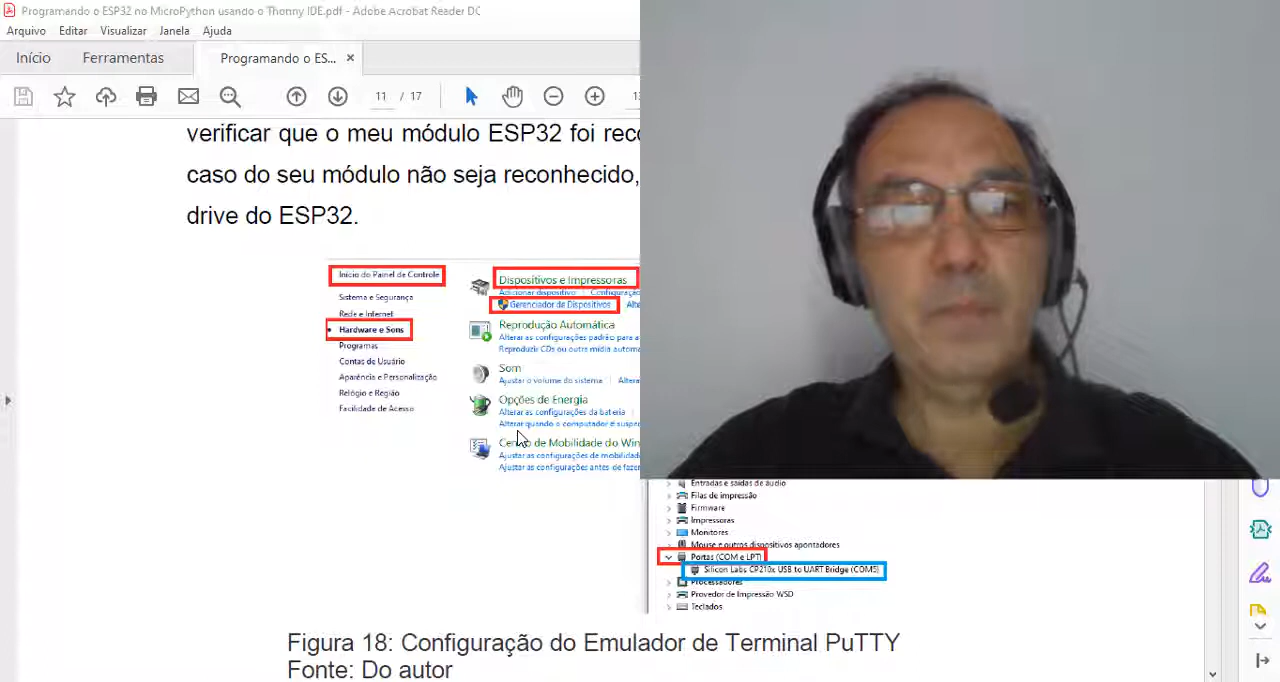 Programando o ESP32 no MicroPython usando o Thonny IDE.pdf - Adobe Acrobat Reader DC
Arquivo Editar Visualizar Janela Ajuda
Início Ferramentas Programando o ES... ×
11 / 17
verificar que o meu módulo ESP32 foi
caso do seu módulo não seja reconhecido,
drive do ESP32.
Início do Painel de Controle
Sistema e Segurança
Rede e Internet
Hardware e Sons
Programas
Contas de Usuário
Aparência e Personalização
Relógio e Região
Facilidade de Acesso
Dispositivos e Impressoras
Adicionar dispositivo
Gerenciador de Dispositivos
Reprodução Automática
Alterar as configurações padrão para
Reproduzir CDs ou outra mídia
Som
Ajustar o volume do sistema
Opções de Energia
Alterar as configurações da bateria
Alterar quando o computador é
Centro de Mobilidade do
Ajustar as configurações de
Ajustar as configurações antes de
Entradas e saídas de áudio
Filas de impressão
Firmware
Impressoras
Monitores
Mouse e outros dispositivos apontadores
Portas (COM e LPT)
Silicon Labs CP210x USB to UART Bridge (COM5)
Processadores
Provedor de Impressão WSD
Teclados
Figura 18: Configuração do Emulador de Terminal PuTTY
Fonte: Do autor